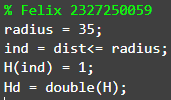 % Felix 2327250059
radius = 35;
ind = dist<= radius;
H(ind) = 1;
Hd = double(H);